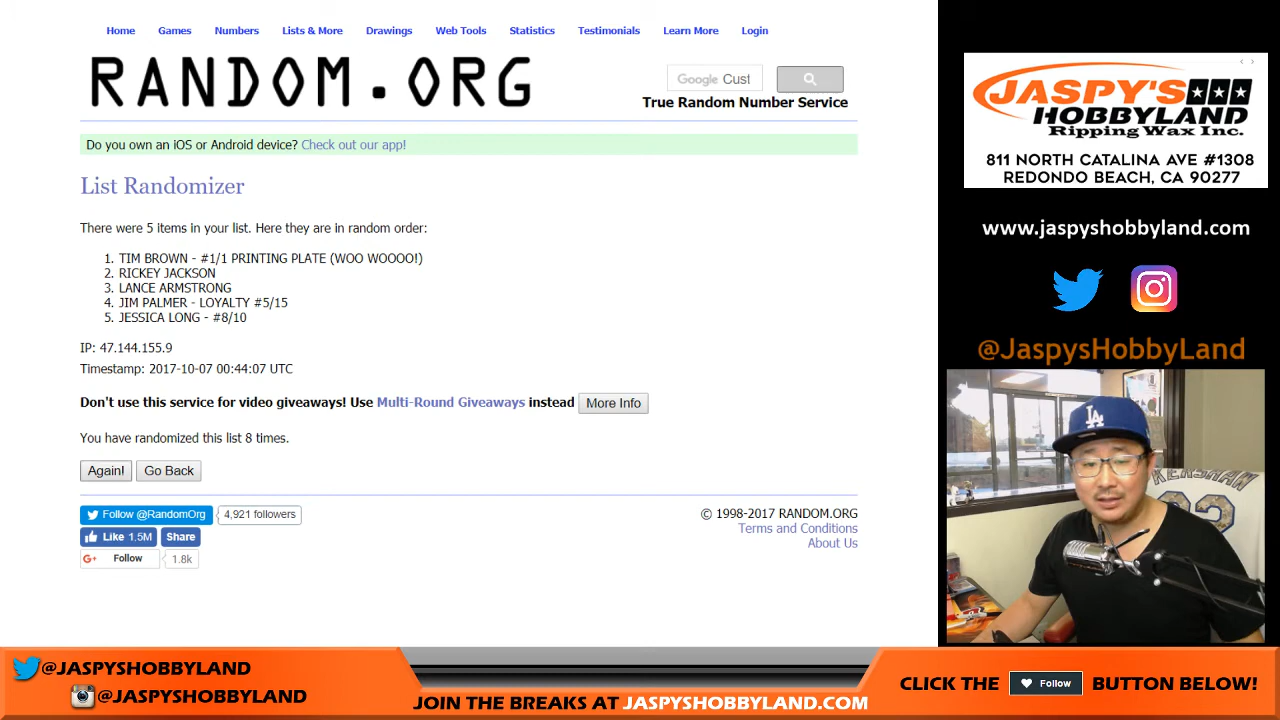 Home Games Numbers Lists & More Drawings Web Tools Statistics Testimonials Learn More Login
RANDOM.ORG
Google Cust
True Random Number Service
Do you own an iOS or Android device? Check out our app!
List Randomizer
There were 5 items in your list. Here they are in random order:
1. TIM BROWN - #1/1 PRINTING PLATE (WOO WOOOO!)
2. RICKEY JACKSON
3. LANCE ARMSTRONG
4. JIM PALMER - LOYALTY #5/15
5. JESSICA LONG - #8/10
IP: 47.144.155.9
Timestamp: 2017-10-07 00:44:07 UTC
Don't use this service for video giveaways! Use Multi-Round Giveaways instead More Info
You have randomized this list 8 times.
Again! Go Back
Follow @RandomOrg 4,921 followers
Like 1.5M Share
G+ Follow 1.8k
© 1998-2017 RANDOM.ORG
Terms and Conditions
About Us
JASPY'S
HOBBYLAND
Ripping Wax Inc.
811 NORTH CATALINA AVE #1308
REDONDO BEACH, CA 90277
www.jaspyshobbyland.com
@JaspysHobbyLand
LA
KERSHAW
22
@JASPYSHOBBYLAND
@JASPYSHOBBYLAND
JOIN THE BREAKS AT JASPYSHOBBYLAND.COM
CLICK THE Follow BUTTON BELOW!